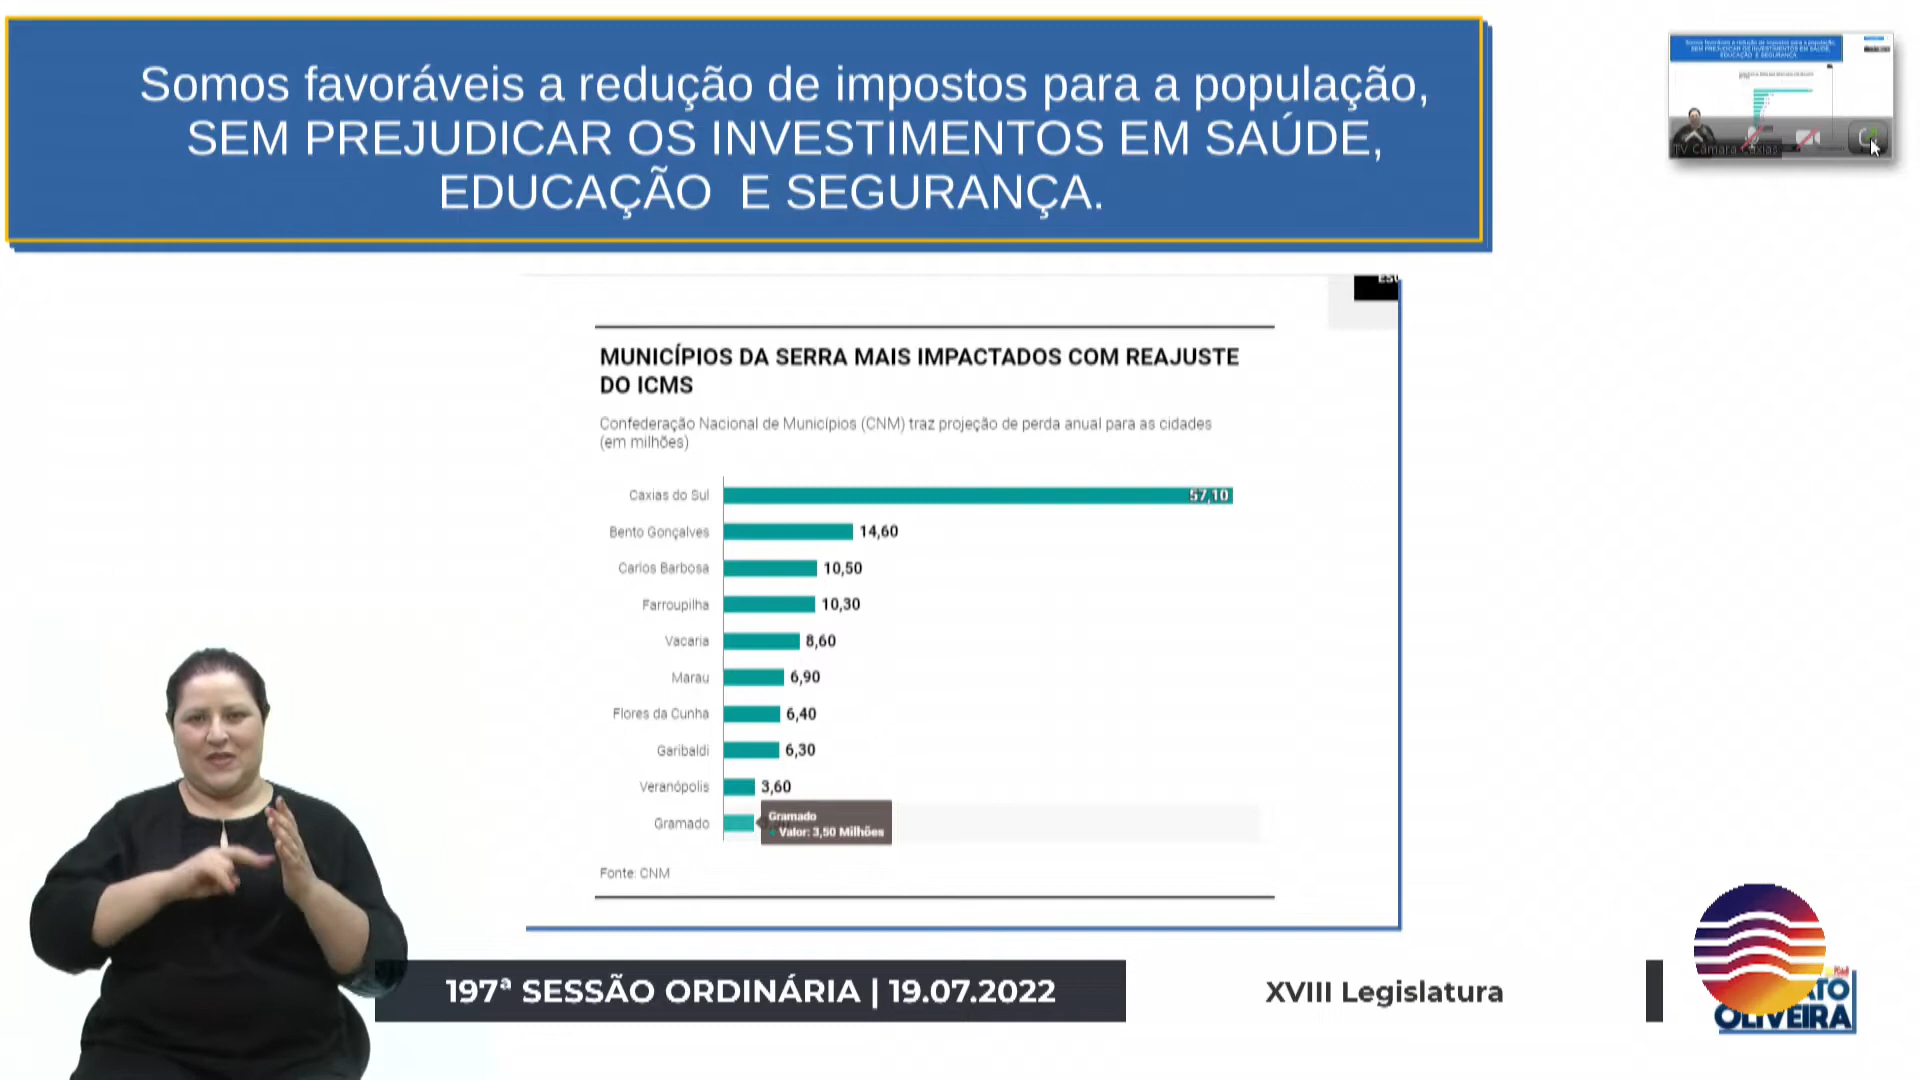 Somos favoráveis a redução de impostos para a população,
SEM PREJUDICAR OS INVESTIMENTOS EM SAÚDE,
EDUCAÇÃO E SEGURANÇA.
TV Câmara Caxias
MUNICÍPIOS DA SERRA MAIS IMPACTADOS COM REAJUSTE
DO ICMS
Confederação Nacional de Municípios (CNM) traz projeção de perda anual para as cidades
(em milhões)
Caxias do Sul 57,10
Bento Gonçalves 14,60
Carlos Barbosa 10,50
Farroupilha 10,30
Vacaria 8,60
Marau 6,90
Flores da Cunha 6,40
Garibaldi 6,30
Veranópolis 3,60
Gramado
Gramado
Valor: 3,50 Milhões
Fonte: CNM
197ª SESSÃO ORDINÁRIA | 19.07.2022
XVIII Legislatura
OLIVEIRA